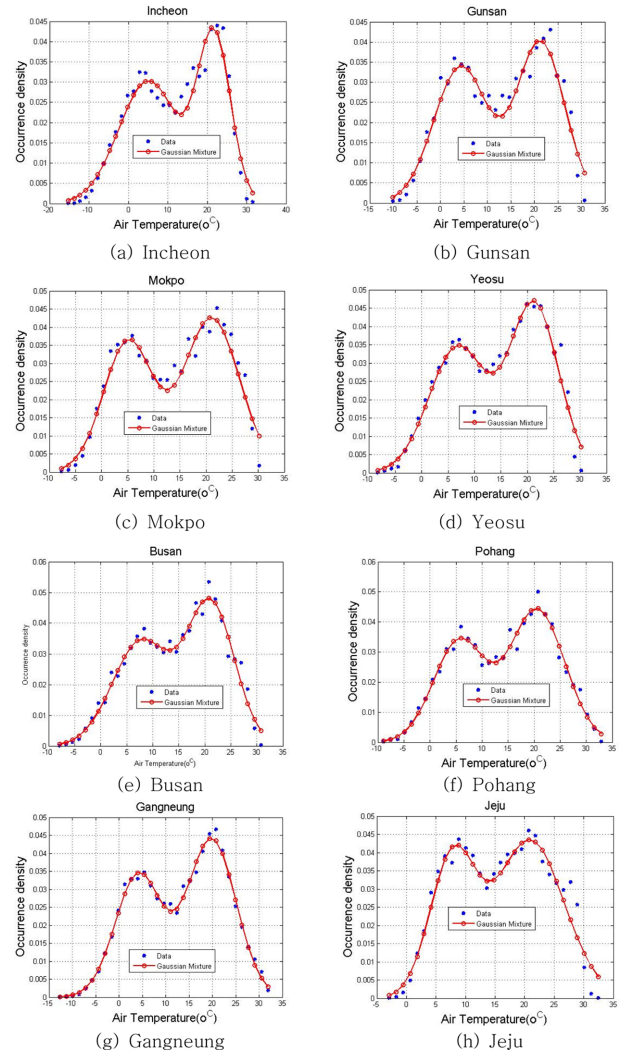 Incheon
Occurrence density
0.045
0.04
0.035
0.03
0.025
0.02
0.015
0.01
0.005
0
Data
Gaussian Mixture
-20 -10 0 10 20 30 40
Air Temperature(oC)
(a) Incheon
Gunsan
Occurrence density
0.045
0.04
0.035
0.03
0.025
0.02
0.015
0.01
0.005
0
Data
Gaussian Mixture
-15 -10 -5 0 5 10 15 20 25 30 35
Air Temperature(oC)
(b) Gunsan
Mokpo
Occurrence density
0.05
0.045
0.04
0.035
0.03
0.025
0.02
0.015
0.01
0.005
0
Data
Gaussian Mixture
-10 -5 0 5 10 15 20 25 30 35
Air Temperature(oC)
(c) Mokpo
Yeosu
Occurrence density
0.05
0.045
0.04
0.035
0.03
0.025
0.02
0.015
0.01
0.005
0
Data
Gaussian Mixture
-10 -5 0 5 10 15 20 25 30 35
Air Temperature(oC)
(d) Yeosu
Busan
Occurrence density
0.06
0.05
0.04
0.03
0.02
0.01
0
Data
Gaussian Mixture
-10 -5 0 5 10 15 20 25 30 35
Air Temperature(oC)
(e) Busan
Pohang
Occurrence density
0.06
0.05
0.04
0.03
0.02
0.01
0
Data
Gaussian Mixture
-10 -5 0 5 10 15 20 25 30 35
Air Temperature(oC)
(f) Pohang
Gangneung
Occurrence density
0.05
0.045
0.04
0.035
0.03
0.025
0.02
0.015
0.01
0.005
0
Data
Gaussian Mixture
-15 -10 -5 0 5 10 15 20 25 30 35
Air Temperature(oC)
(g) Gangneung
Jeju
Occurrence density
0.05
0.045
0.04
0.035
0.03
0.025
0.02
0.015
0.01
0.005
0
Data
Gaussian Mixture
-5 0 5 10 15 20 25 30 35
Air Temperature(oC)
(h) Jeju